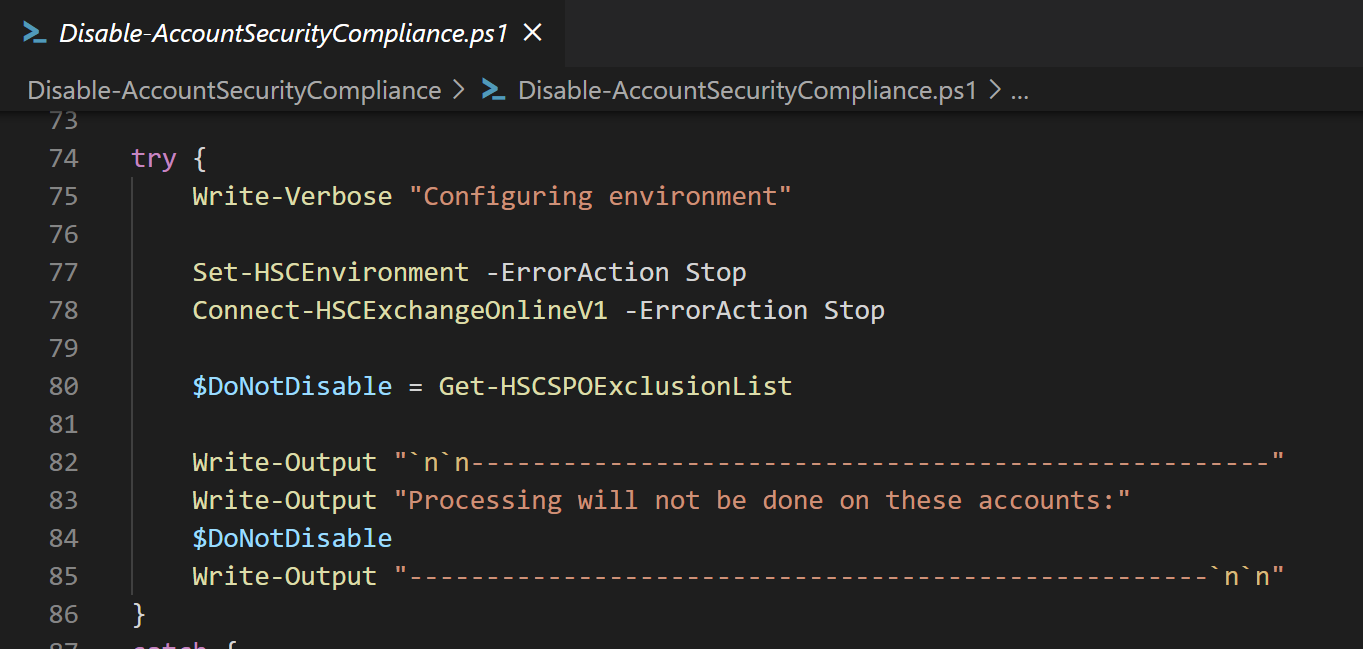 Disable-AccountSecurityCompliance.ps1
Disable-AccountSecurityCompliance > Disable-AccountSecurityCompliance.ps1 > ...
73
74 try {
75 Write-Verbose "Configuring environment"
76
77 Set-HSCEnvironment -ErrorAction Stop
78 Connect-HSCExchangeOnlineV1 -ErrorAction Stop
79
80 $DoNotDisable = Get-HSCSPOExclusionList
81
82 Write-Output "`n`n----------------------------------------------------"
83 Write-Output "Processing will not be done on these accounts:"
84 $DoNotDisable
85 Write-Output "----------------------------------------------------`n`n"
86 }
87 catch {